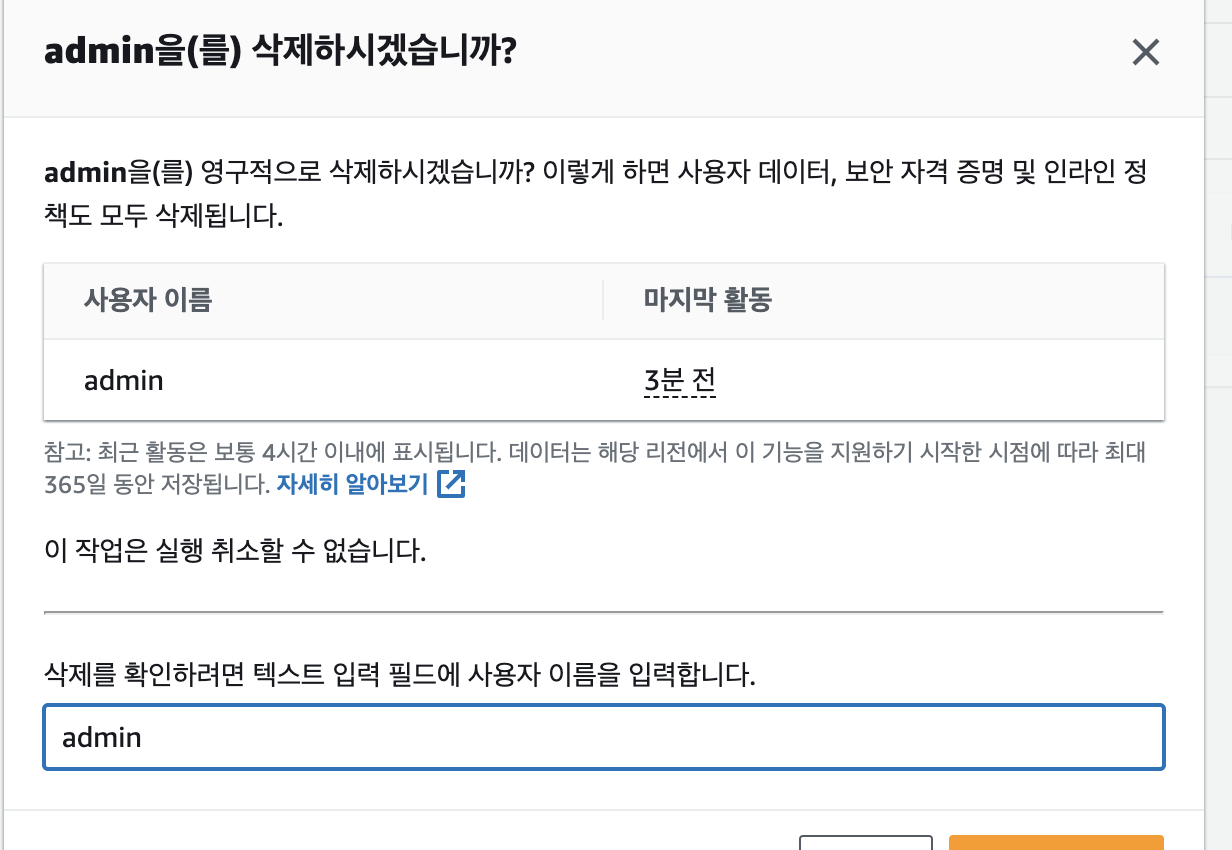 admin을(를) 삭제하시겠습니까?
admin을(를) 영구적으로 삭제하시겠습니까? 이렇게 하면 사용자 데이터, 보안 자격 증명 및 인라인 정
책도 모두 삭제됩니다.
사용자 이름 마지막 활동
admin 3분 전
참고: 최근 활동은 보통 4시간 이내에 표시됩니다. 데이터는 해당 리전에서 이 기능을 지원하기 시작한 시점에 따라 최대
365일 동안 저장됩니다. 자세히 알아보기
이 작업은 실행 취소할 수 없습니다.
삭제를 확인하려면 텍스트 입력 필드에 사용자 이름을 입력합니다.
admin